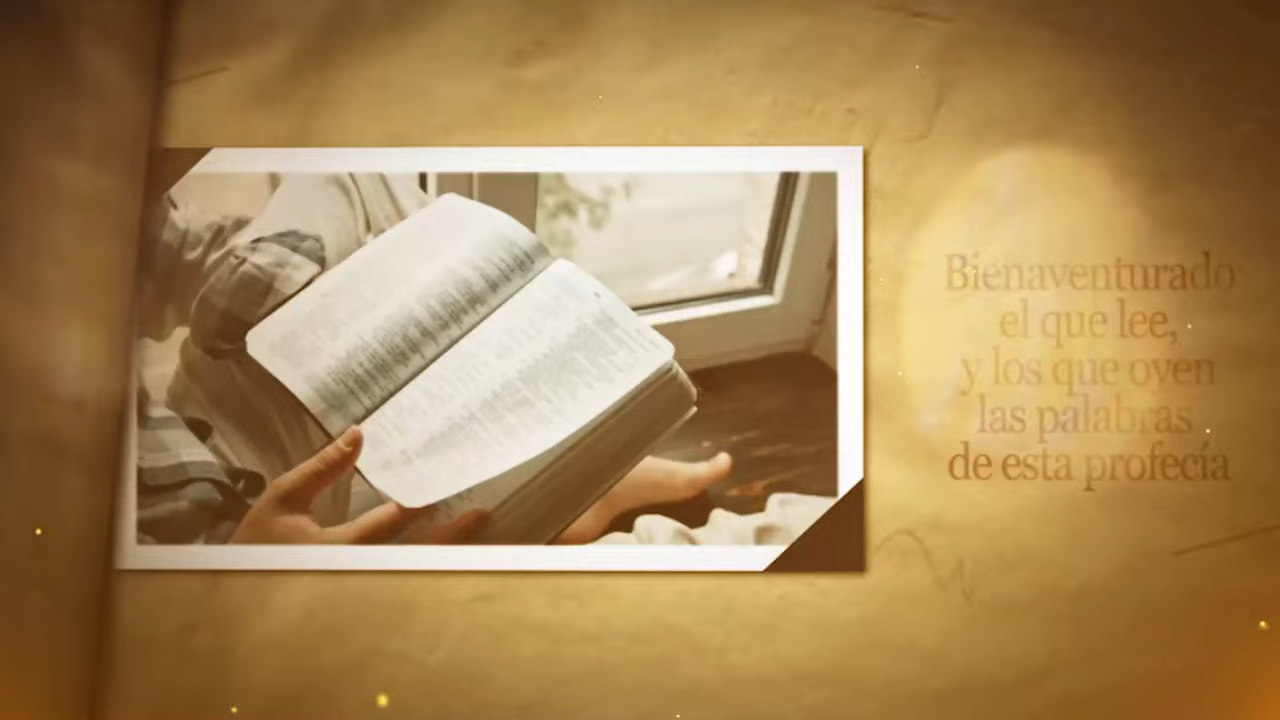 Bienaventurado
el que lee,
y los que oyen
las palabras
de esta profecía